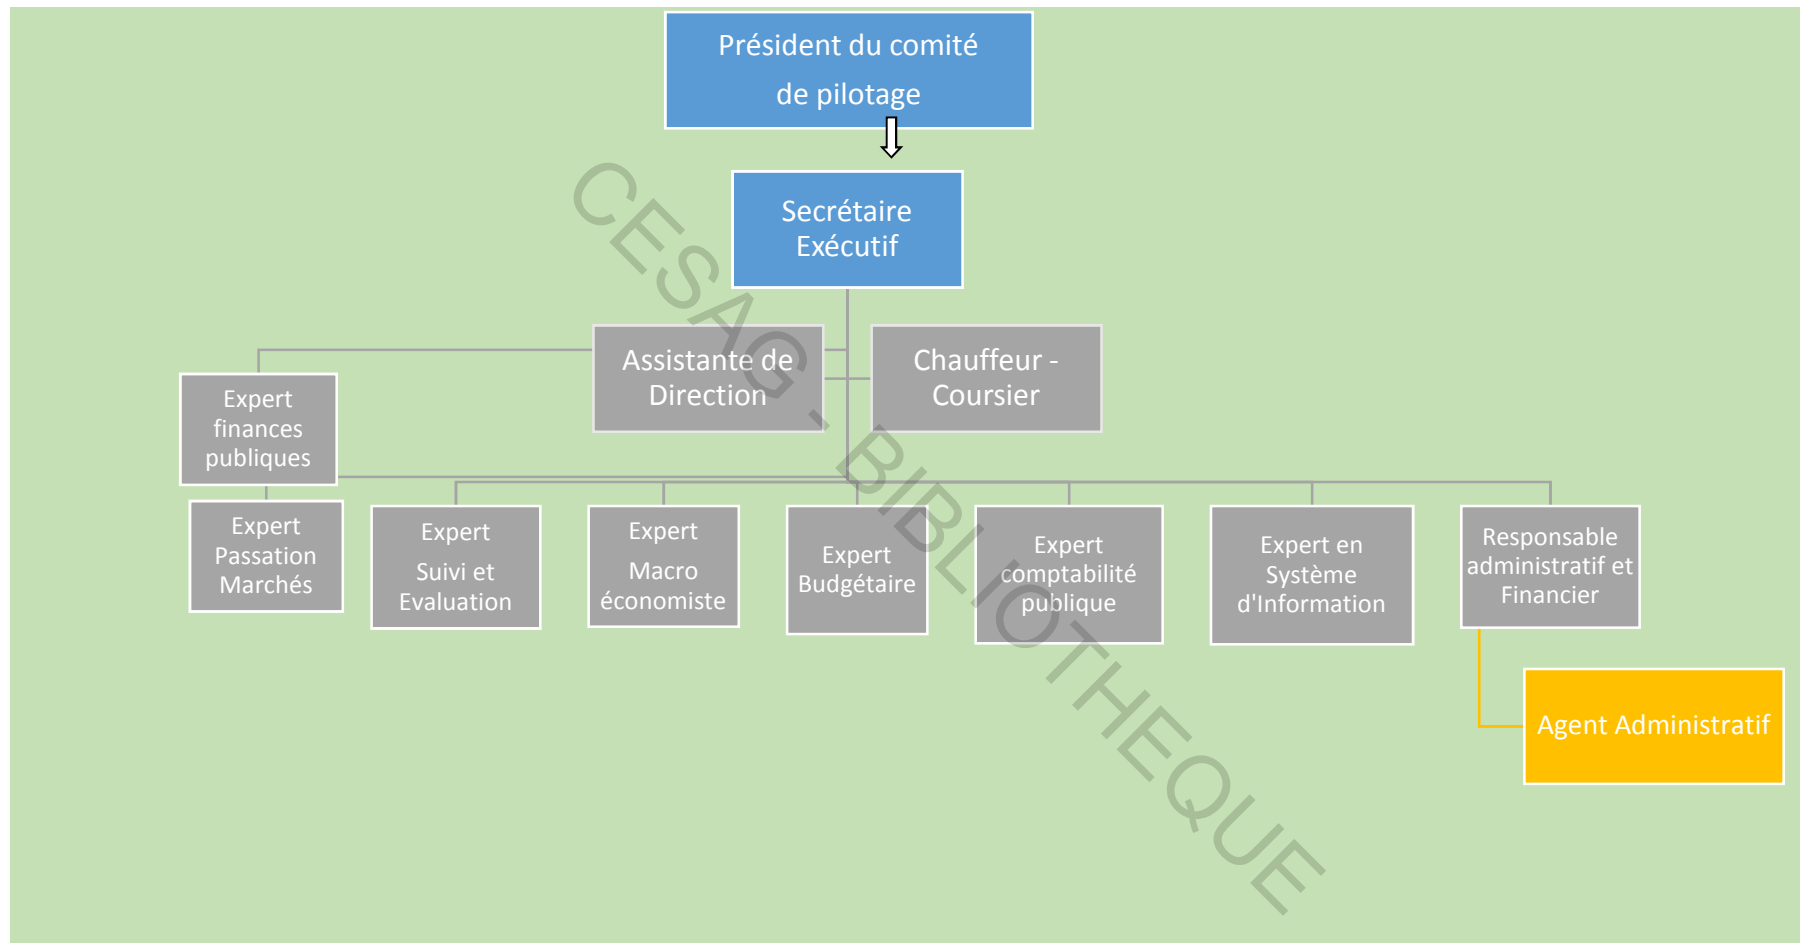 Président du comité
de pilotage
Secrétaire
Exécutif
Assistante de
Direction
Chauffeur -
Coursier
Expert
finances
publiques
Expert
Passation
Marchés
Expert
Suivi et
Evaluation
Expert
Macro
économiste
Expert
Budgétaire
Expert
comptabilité
publique
Expert en
Système
d'Information
Responsable
administratif et
Financier
Agent Administratif
CESAG - BIBLIOTHEQUE